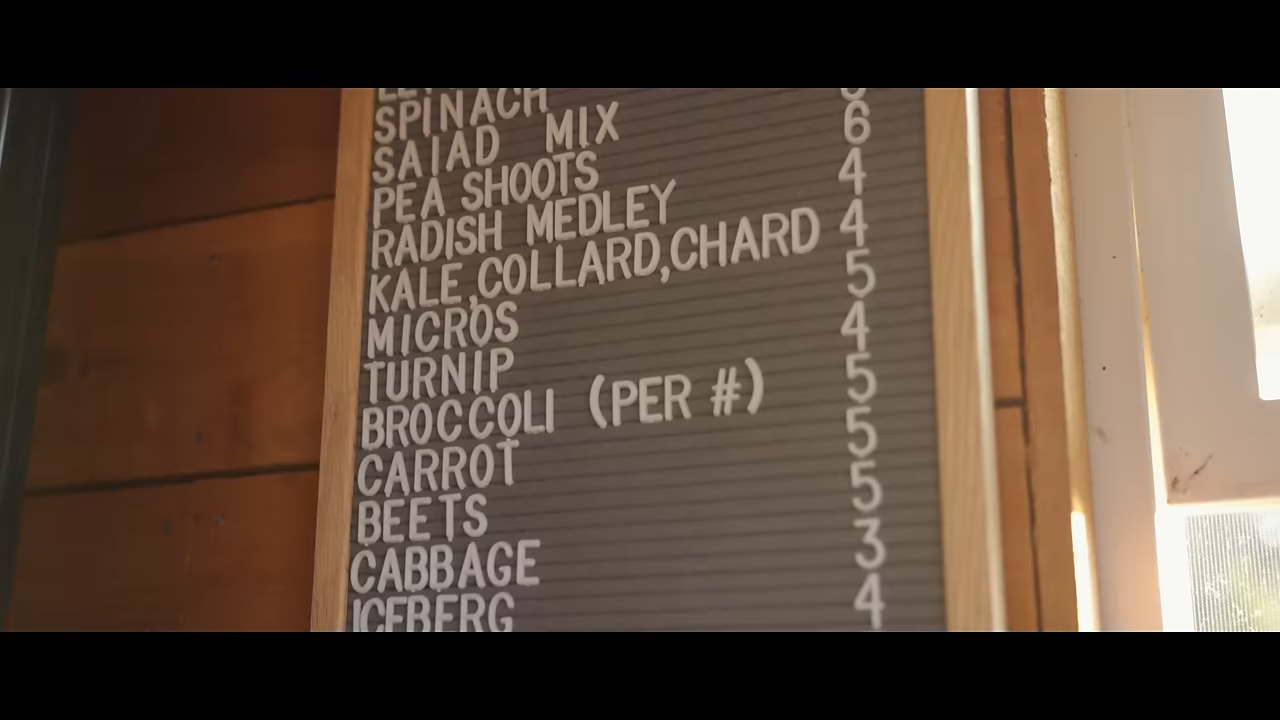 SPINACH
SAIAD MIX
PEA SHOOTS 6
RADISH MEDLEY 4
KALE,COLLARD,CHARD 4
MICROS 5
TURNIP 4
BROCCOLI (PER #) 5
CARROT 5
BEETS 5
CABBAGE 3
ICEBERG 4